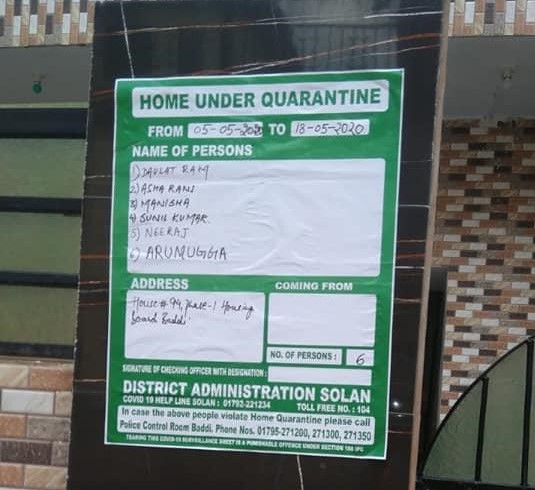 HOME UNDER QUARANTINE
FROM 05-05-2020 TO 18-05-2020
NAME OF PERSONS
1) DAULAT RAM
2) ASHA RANI
3) MANISHA
4) SUNIL KUMAR.
5) NEERAJ
6) ARUNUGGIA
ADDRESS
House # 94, Phase-1 Housing
Board Baddi.
COMING FROM
NO. OF PERSONS : 6
SIGNATURE OF CHECKING OFFICER WITH DESIGNATION :
DISTRICT ADMINISTRATION SOLAN
COVID 19 HELP LINE SOLAN : 01792-221234 TOLL FREE NO. : 104
In case the above people violate Home Quarantine please call
Police Control Room Baddi, Phone Nos. 01795-271200, 271300, 271350
TEARING THIS COVID-19 SURVEILLANCE SHEET IS A PUNISHABLE OFFENCE UNDER SECTION 188 IPC